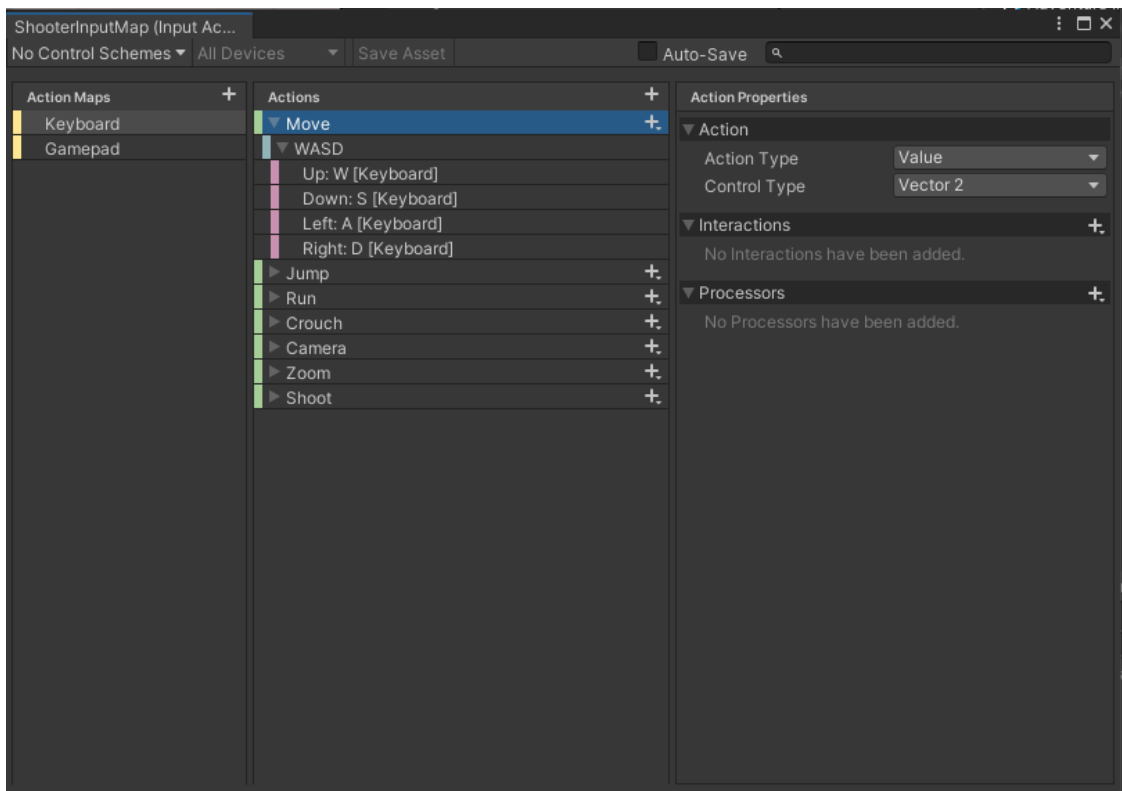 ShooterInputMap (Input Ac...
No Control Schemes All Devices Save Asset Auto-Save
Action Maps
Keyboard
Gamepad
Actions
Move
WASD
Up: W [Keyboard]
Down: S [Keyboard]
Left: A [Keyboard]
Right: D [Keyboard]
Jump
Run
Crouch
Camera
Zoom
Shoot
Action Properties
Action
Action Type Value
Control Type Vector 2
Interactions
No Interactions have been added.
Processors
No Processors have been added.